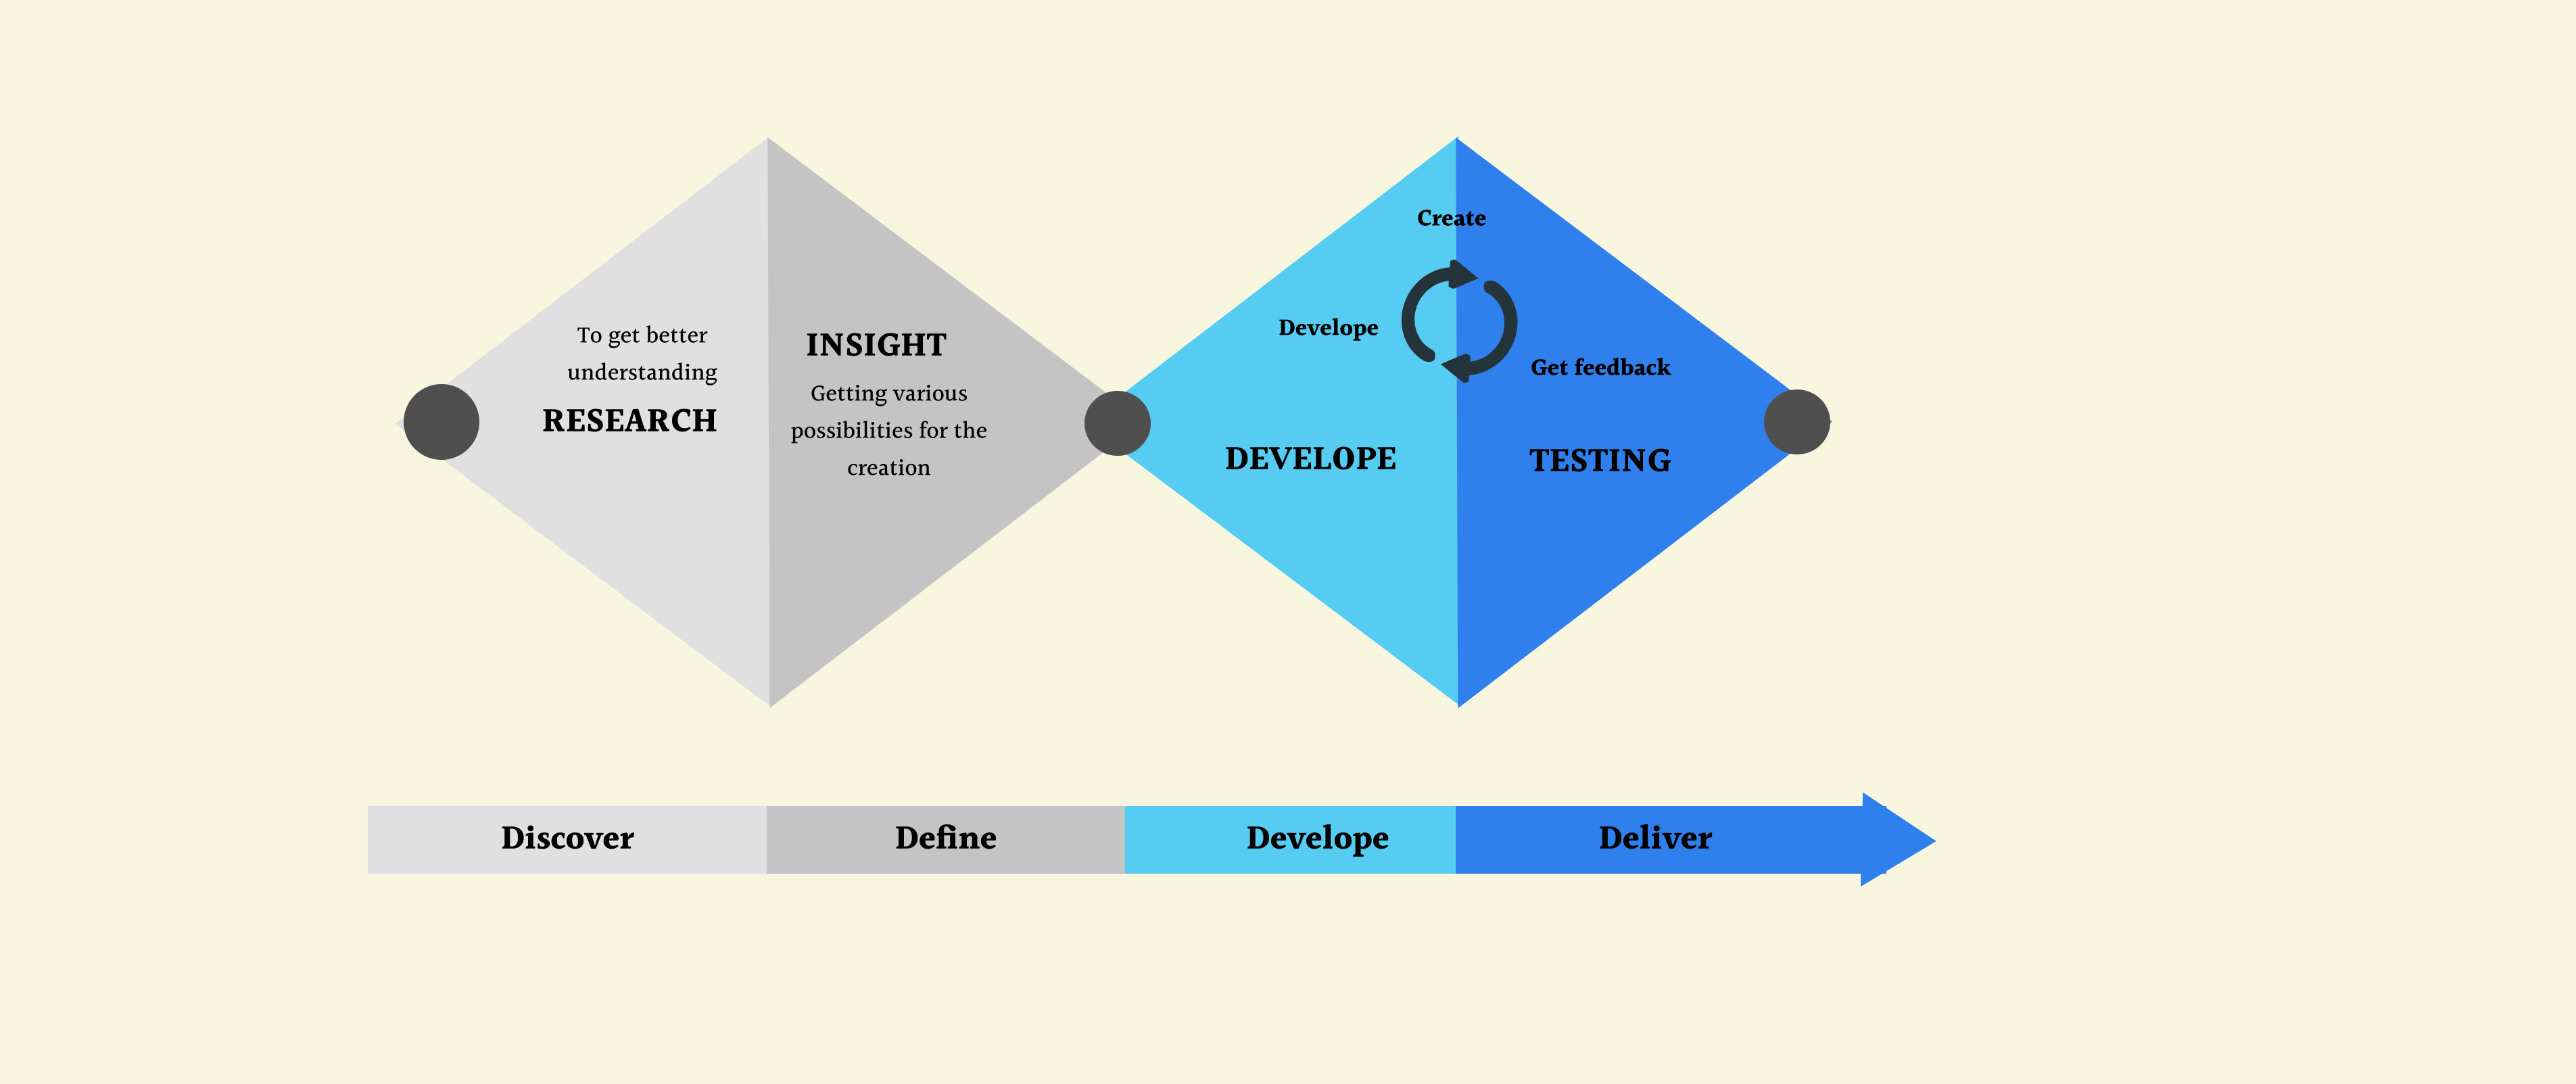 To get better
understanding
RESEARCH
INSIGHT
Getting various
possibilities for the
creation
Create
Develope
Get feedback
DEVELOPE
TESTING
Discover
Define
Develope
Deliver